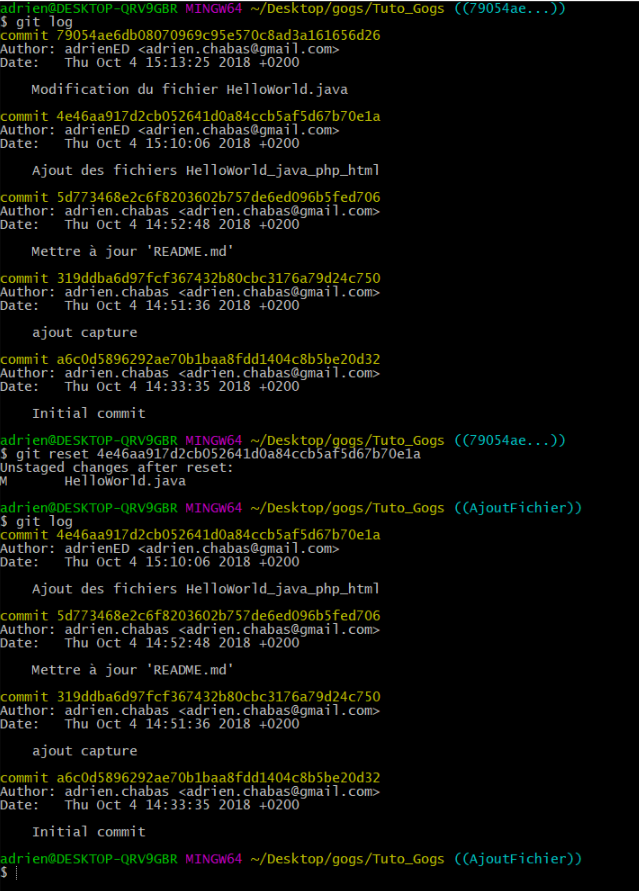 adrien@DESKTOP-QRV9GBR MINGW64 ~/Desktop/gogs/Tuto_Gogs ((79054ae...))
$ git log
commit 79054ae6db08070969c95e570c8ad3a161656d26
Author: adrienED <adrien.chabas@gmail.com>
Date:   Thu Oct 4 15:13:25 2018 +0200
Modification du fichier HelloWorld.java
commit 4e46aa917d2cb052641d0a84ccb5af5d67b70e1a
Author: adrienED <adrien.chabas@gmail.com>
Date:   Thu Oct 4 15:10:06 2018 +0200
Ajout des fichiers HelloWorld_java_php_html
commit 5d773468e2c6f8203602b757de6ed096b5fed706
Author: adrien.chabas <adrien.chabas@gmail.com>
Date:   Thu Oct 4 14:52:48 2018 +0200
Mettre à jour 'README.md'
commit 319ddba6d97fcf367432b80cbc3176a79d24c750
Author: adrien.chabas <adrien.chabas@gmail.com>
Date:   Thu Oct 4 14:51:36 2018 +0200
ajout capture
commit a6c0d5896292ae70b1baa8fdd1404c8b5be20d32
Author: adrien.chabas <adrien.chabas@gmail.com>
Date:   Thu Oct 4 14:33:35 2018 +0200
Initial commit
adrien@DESKTOP-QRV9GBR MINGW64 ~/Desktop/gogs/Tuto_Gogs ((79054ae...))
$ git reset 4e46aa917d2cb052641d0a84ccb5af5d67b70e1a
Unstaged changes after reset:
M       HelloWorld.java
adrien@DESKTOP-QRV9GBR MINGW64 ~/Desktop/gogs/Tuto_Gogs ((AjoutFichier))
$ git log
commit 4e46aa917d2cb052641d0a84ccb5af5d67b70e1a
Author: adrienED <adrien.chabas@gmail.com>
Date:   Thu Oct 4 15:10:06 2018 +0200
Ajout des fichiers HelloWorld_java_php_html
commit 5d773468e2c6f8203602b757de6ed096b5fed706
Author: adrien.chabas <adrien.chabas@gmail.com>
Date:   Thu Oct 4 14:52:48 2018 +0200
Mettre à jour 'README.md'
commit 319ddba6d97fcf367432b80cbc3176a79d24c750
Author: adrien.chabas <adrien.chabas@gmail.com>
Date:   Thu Oct 4 14:51:36 2018 +0200
ajout capture
commit a6c0d5896292ae70b1baa8fdd1404c8b5be20d32
Author: adrien.chabas <adrien.chabas@gmail.com>
Date:   Thu Oct 4 14:33:35 2018 +0200
Initial commit
adrien@DESKTOP-QRV9GBR MINGW64 ~/Desktop/gogs/Tuto_Gogs ((AjoutFichier))
$